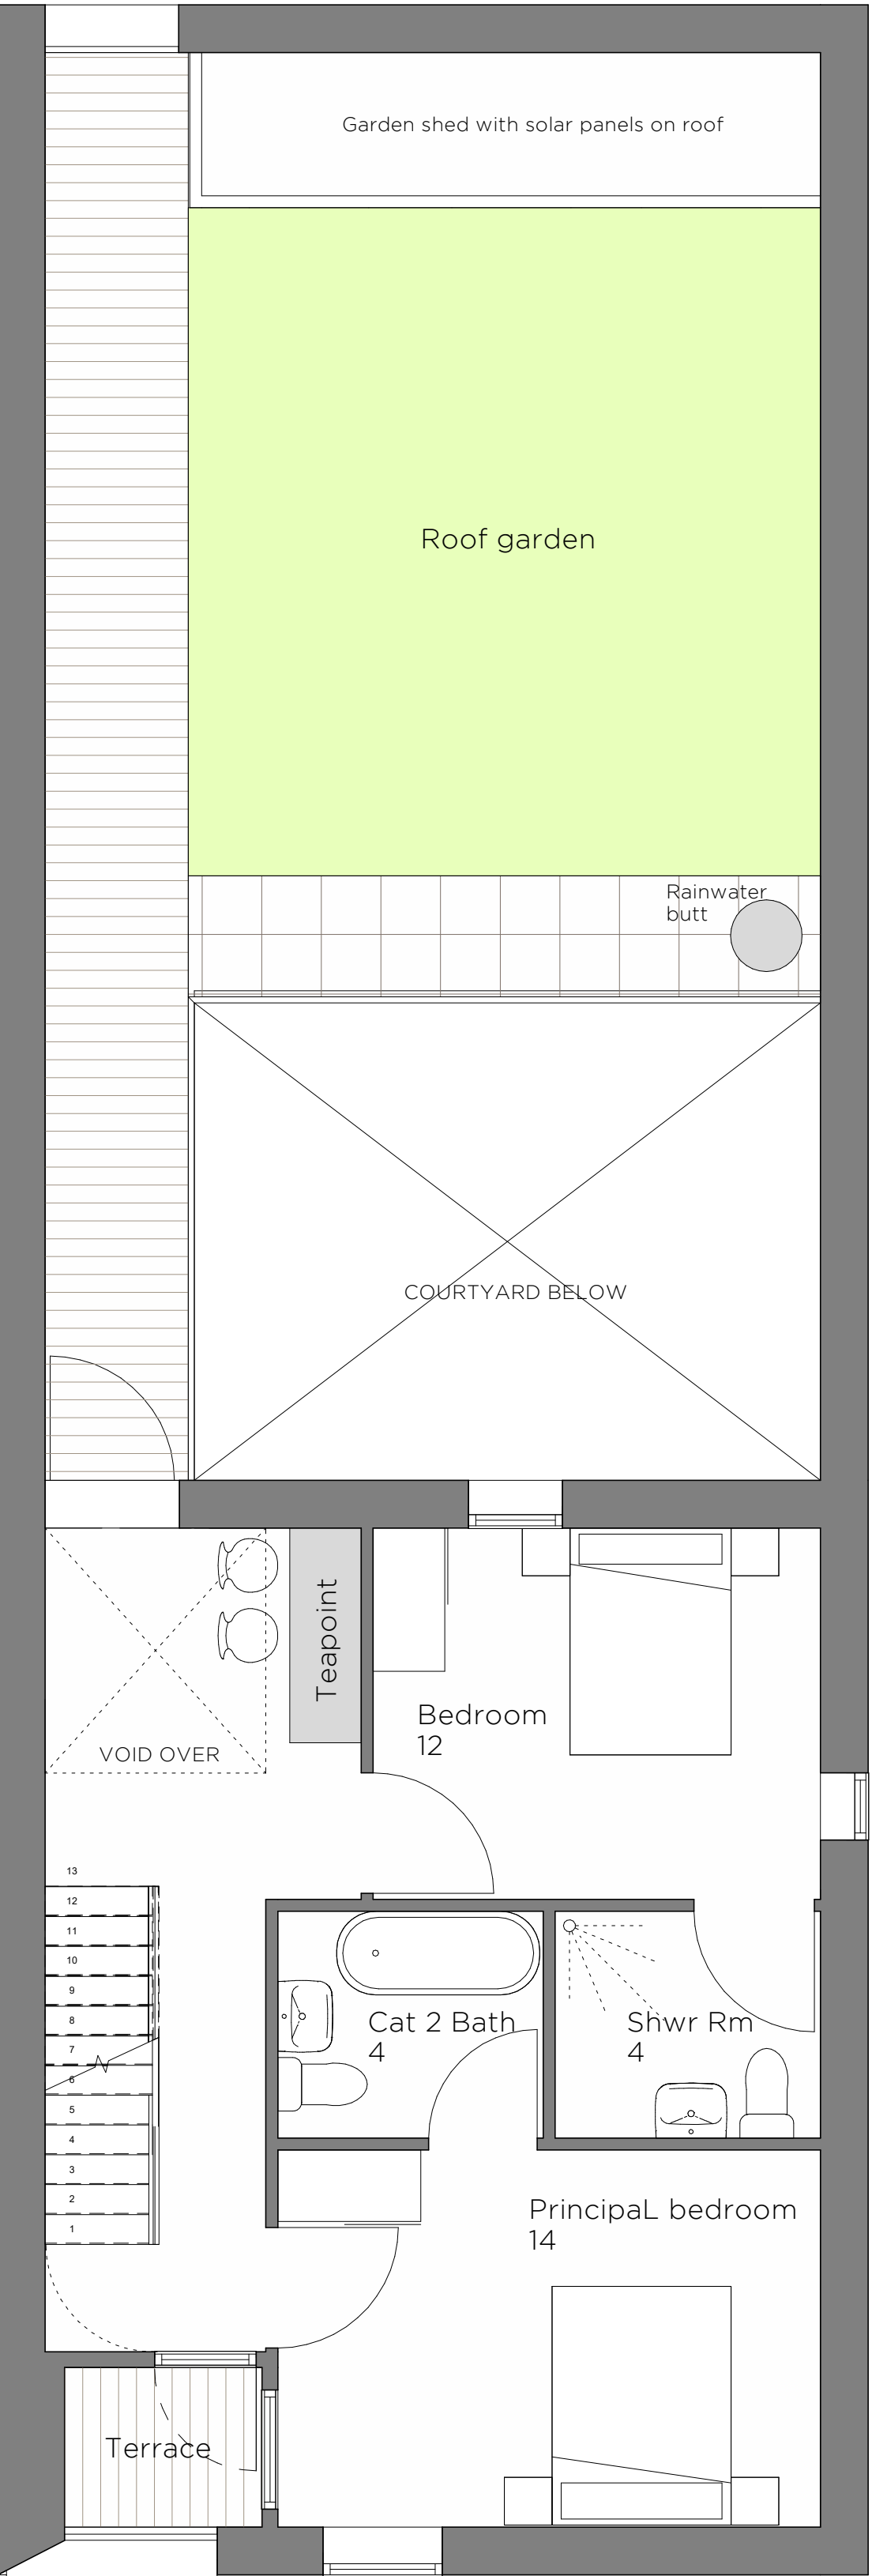 Garden shed with solar panels on roof
Roof garden
Rainwater
butt
COURTYARD BELOW
Teapoint
Bedroom
12
VOID OVER
13
12
11
10
9
8
7
6
5
4
3
2
1
Cat 2 Bath
4
Shwr Rm
4
PrincipaL bedroom
14
Terrace